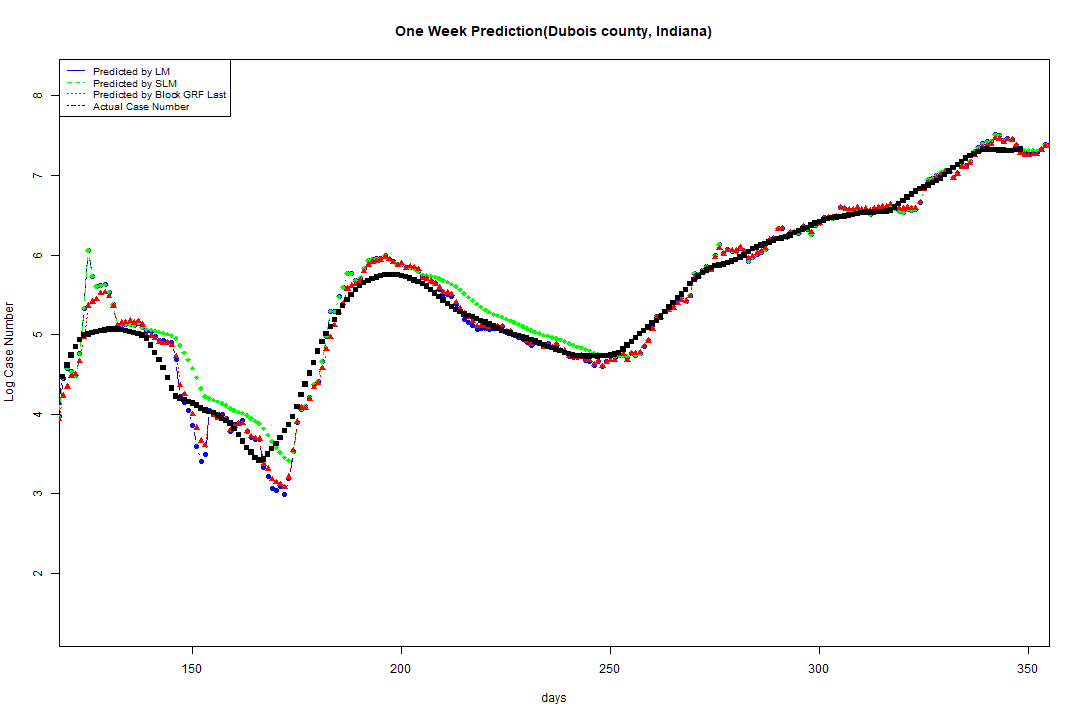 One Week Prediction(Dubois county, Indiana)
Predicted by LM
Predicted by SLM
Predicted by Block GRF Last
Actual Case Number
Log Case Number
8
7
6
5
4
3
2
150 200 250 300 350
days